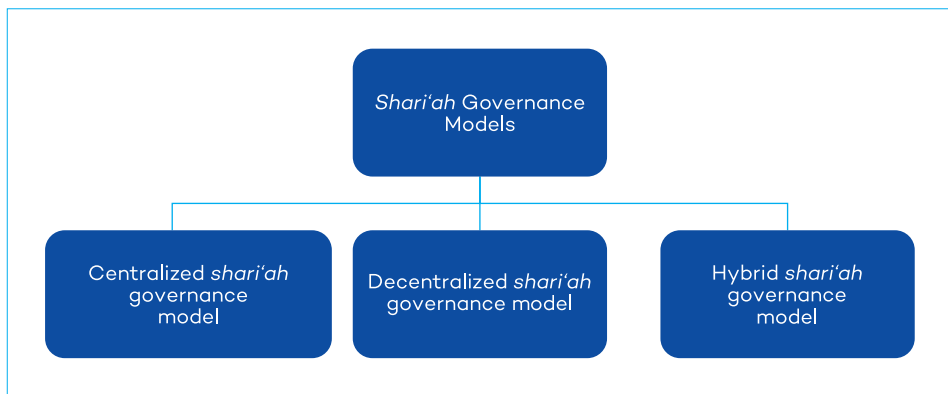 Shari‘ah Governance
Models
Centralized shari‘ah
governance
model
Decentralized shari‘ah
governance model
Hybrid shari‘ah
governance
model